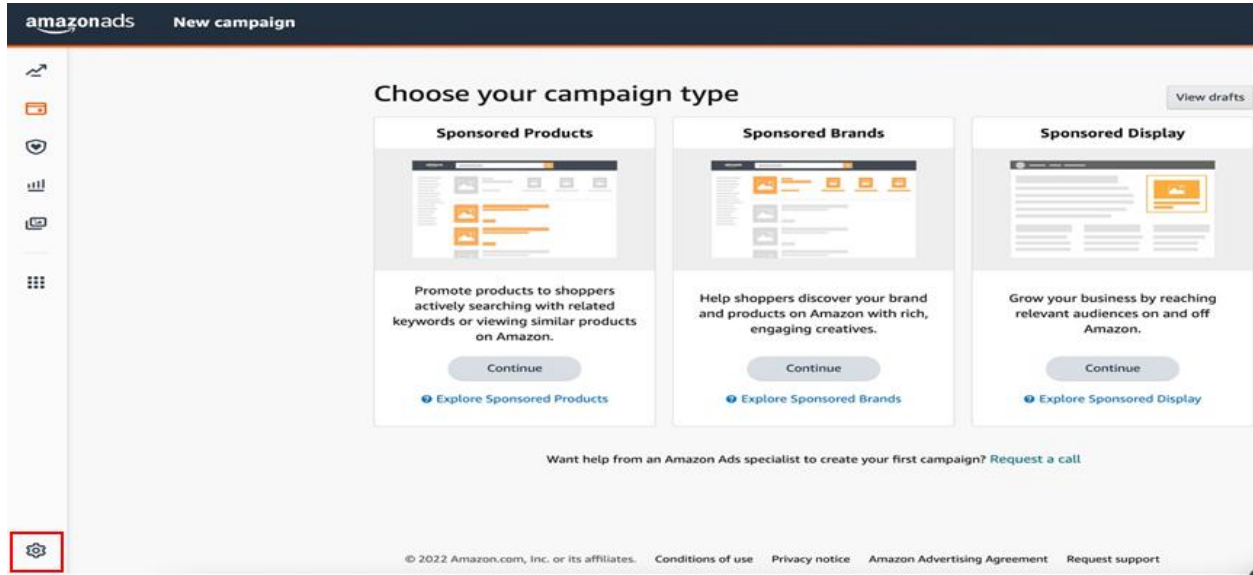 amazonads New campaign
Choose your campaign type
View drafts
Sponsored Products
Promote products to shoppers
actively searching with related
keywords or viewing similar products
on Amazon.
Continue
Explore Sponsored Products
Sponsored Brands
Help shoppers discover your brand
and products on Amazon with rich,
engaging creatives.
Continue
Explore Sponsored Brands
Sponsored Display
Grow your business by reaching
relevant audiences on and off
Amazon.
Continue
Explore Sponsored Display
Want help from an Amazon Ads specialist to create your first campaign? Request a call
© 2022 Amazon.com, Inc. or its affiliates. Conditions of use Privacy notice Amazon Advertising Agreement Request support